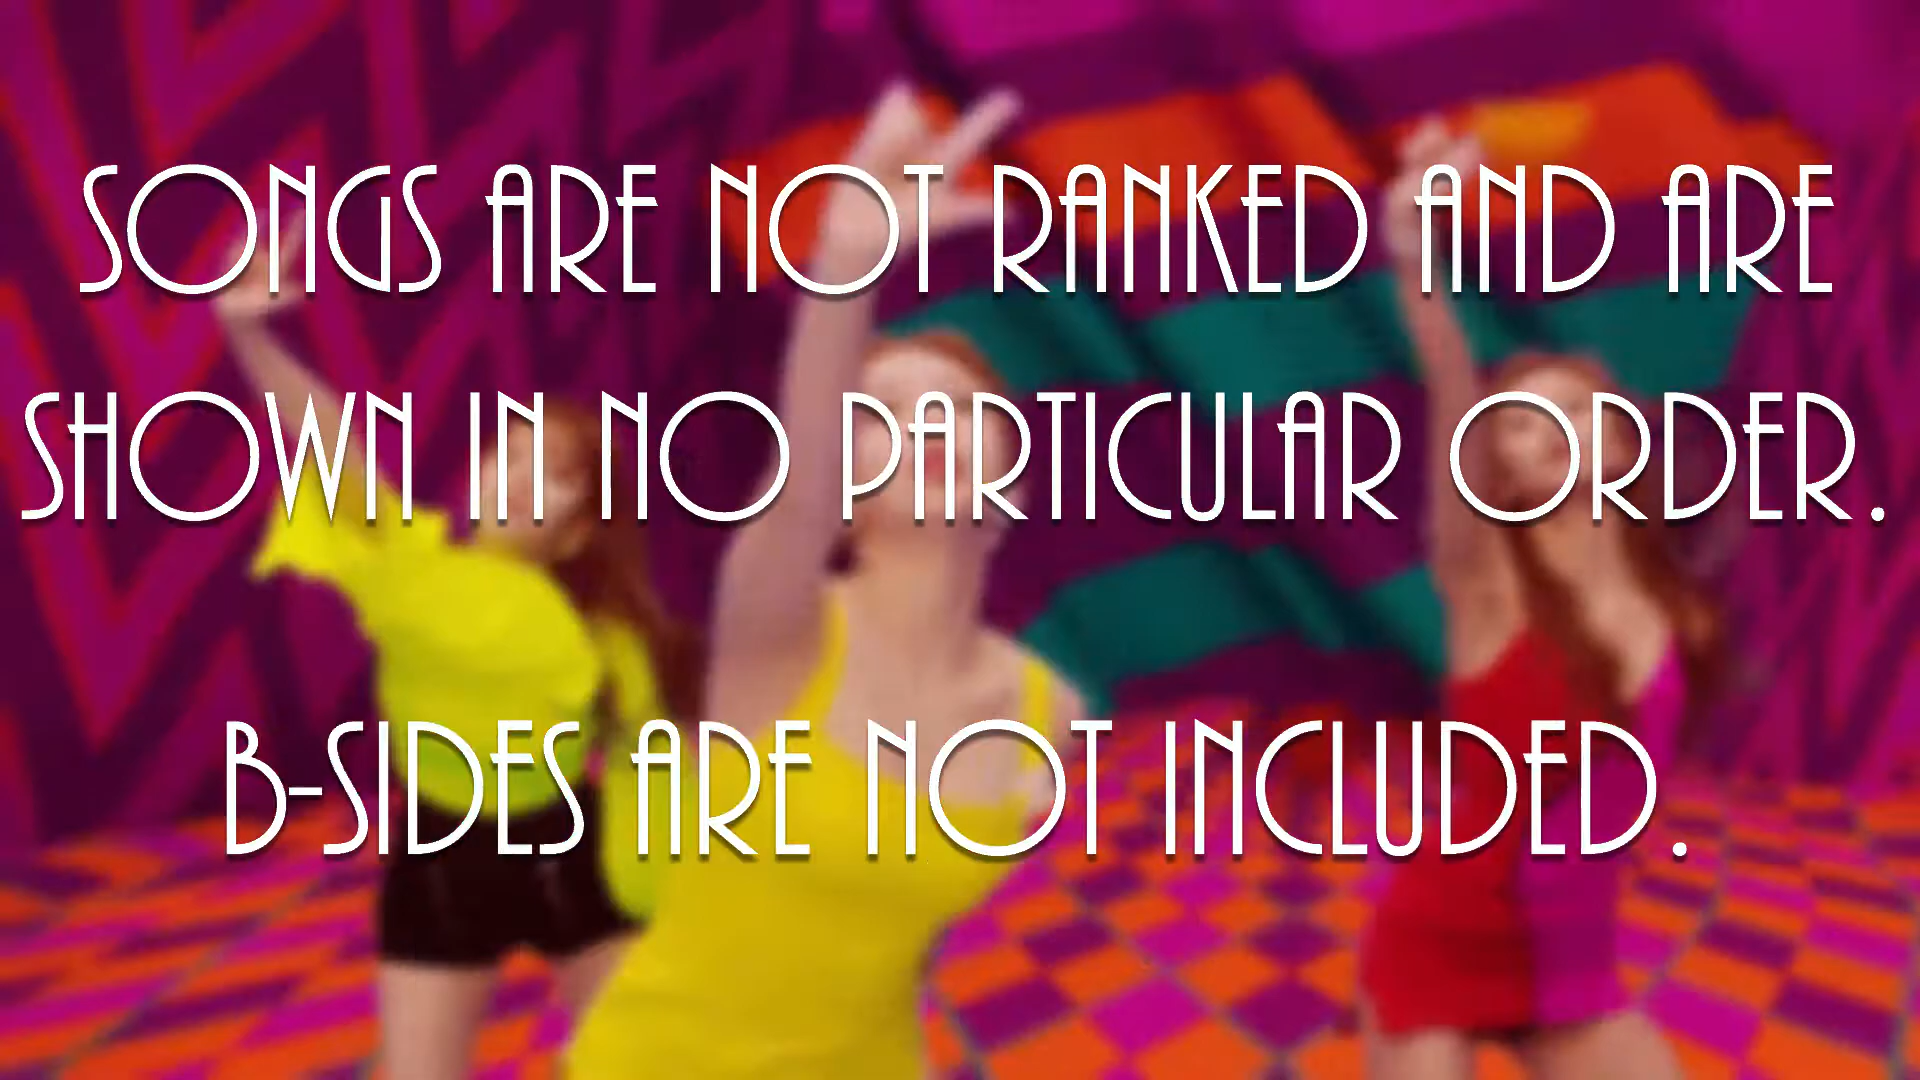 SONGS ARE NOT RANKED AND ARE
SHOWN IN NO PARTICULAR ORDER.
B-SIDES ARE NOT INCLUDED.